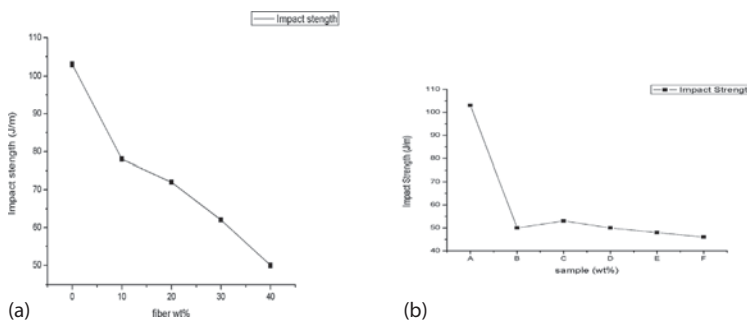 Impact stength
110
100
90
80
70
60
50
0 10 20 30 40
Impact stength (J/m)
fiber wt%
(a)
Impact Strengt
110
100
90
80
70
60
50
40
A B C D E F
Impact Strength (J/m)
sample (wt%)
(b)